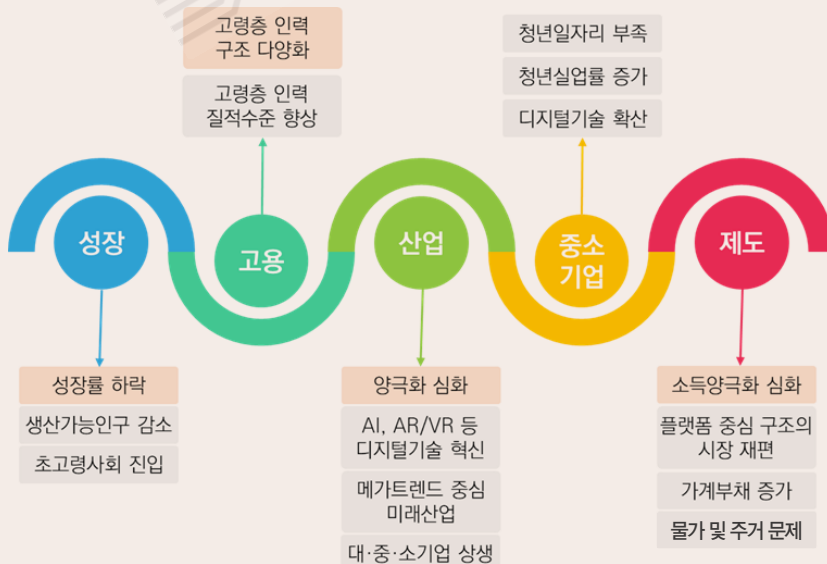 고령층 인력
구조 다양화
고령층 인력
질적수준 향상
청년일자리 부족
청년실업률 증가
디지털기술 확산
성장
고용
산업
중소
기업
제도
성장률 하락
생산가능인구 감소
초고령사회 진입
양극화 심화
AI, AR/VR 등
디지털기술 혁신
메가트렌드 중심
미래산업
대·중·소기업 상생
소득양극화 심화
플랫폼 중심 구조의
시장 재편
가계부채 증가
물가 및 주거 문제